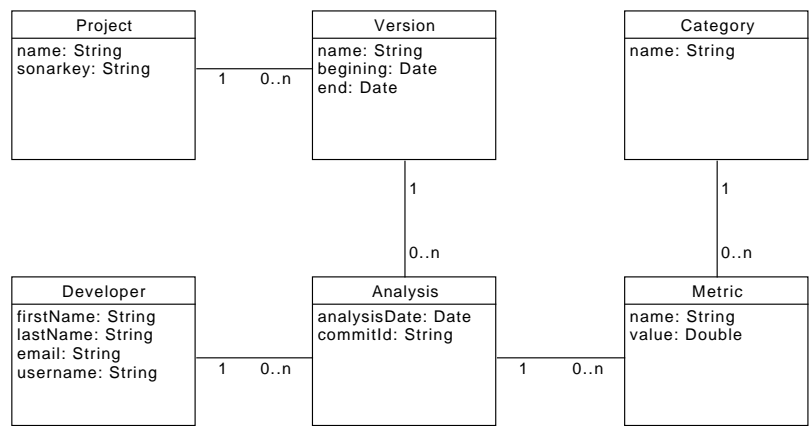 Project
name: String
sonarkey: String
1
0..n
Version
name: String
begining: Date
end: Date
Category
name: String
1
0..n
1
0..n
Developer
firstName: String
lastName: String
email: String
username: String
1
0..n
Analysis
analysisDate: Date
commitId: String
1
0..n
Metric
name: String
value: Double